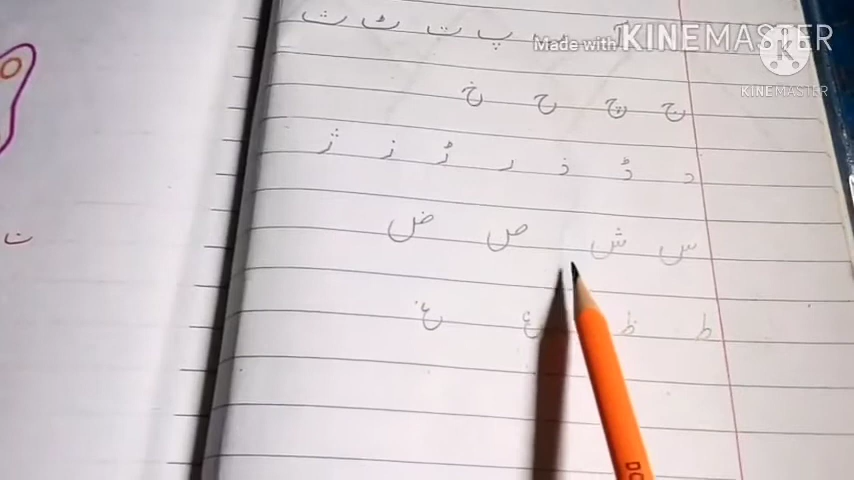 Made with KINEMASTER
KINEMASTER
آ پ ت ٹ ث
ج چ ح خ
د ڈ ذ ر ڑ ز ژ
س ش ص ض
ط ظ ع غ
ت